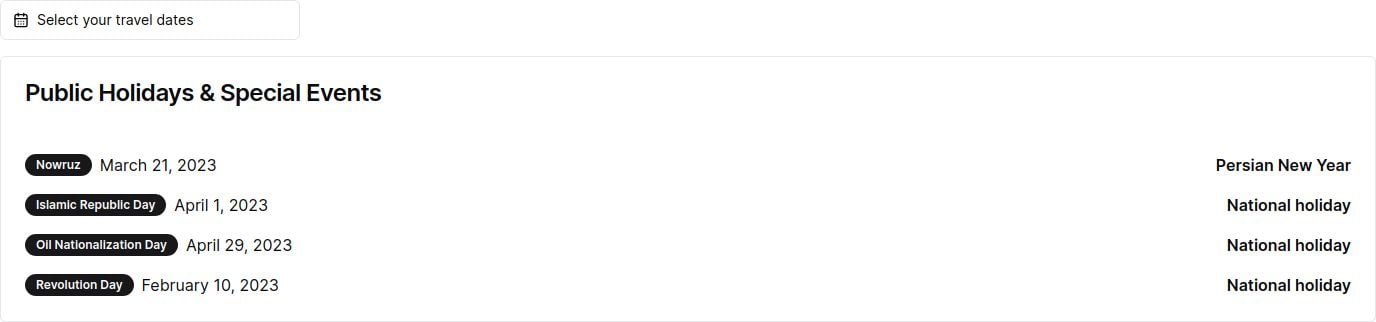 Select your travel dates
Public Holidays & Special Events
Nowruz March 21, 2023 Persian New Year
Islamic Republic Day April 1, 2023 National holiday
Oil Nationalization Day April 29, 2023 National holiday
Revolution Day February 10, 2023 National holiday